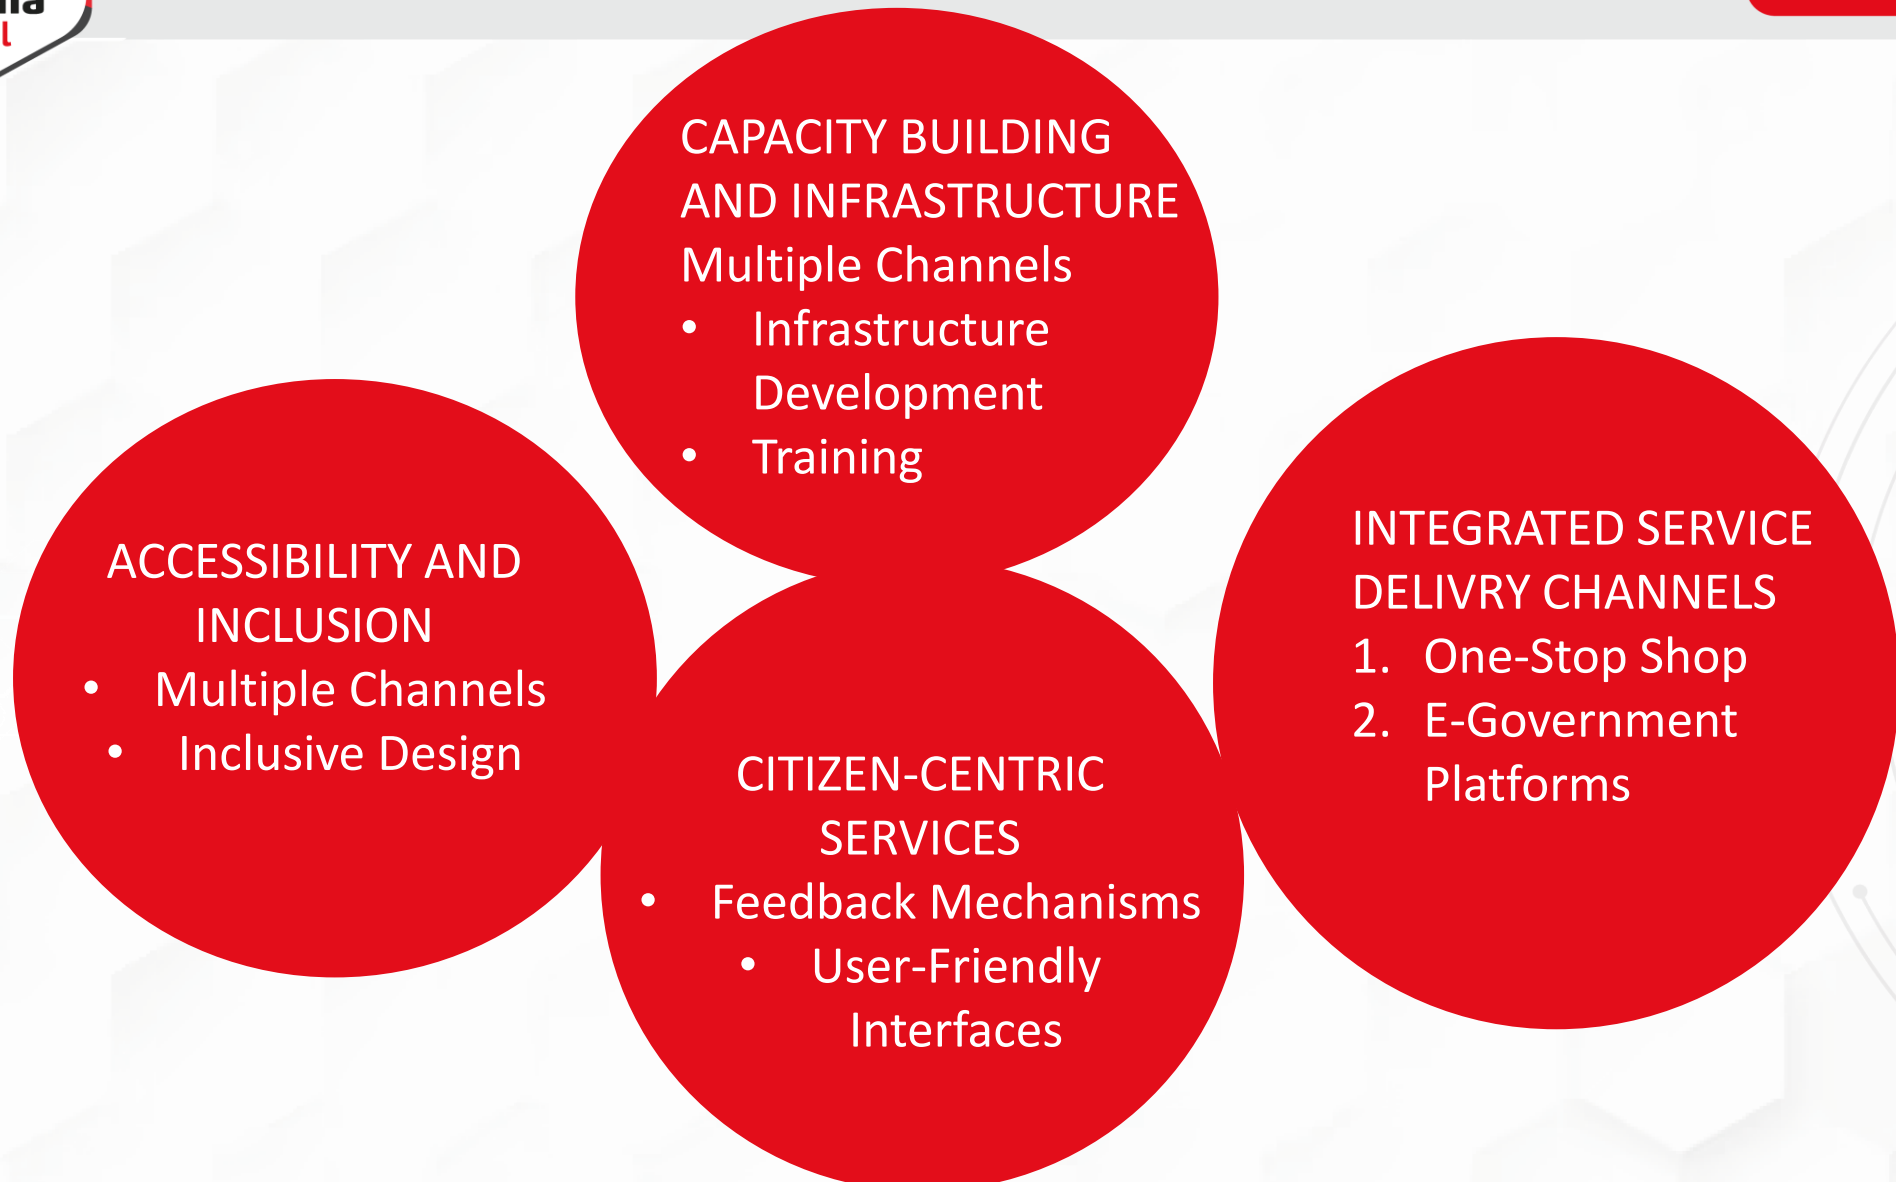 CAPACITY BUILDING
AND INFRASTRUCTURE
Multiple Channels
• Infrastructure
Development
• Training
ACCESSIBILITY AND
INCLUSION
• Multiple Channels
• Inclusive Design
CITIZEN-CENTRIC
SERVICES
• Feedback Mechanisms
• User-Friendly
Interfaces
INTEGRATED SERVICE
DELIVRY CHANNELS
1. One-Stop Shop
2. E-Government
Platforms